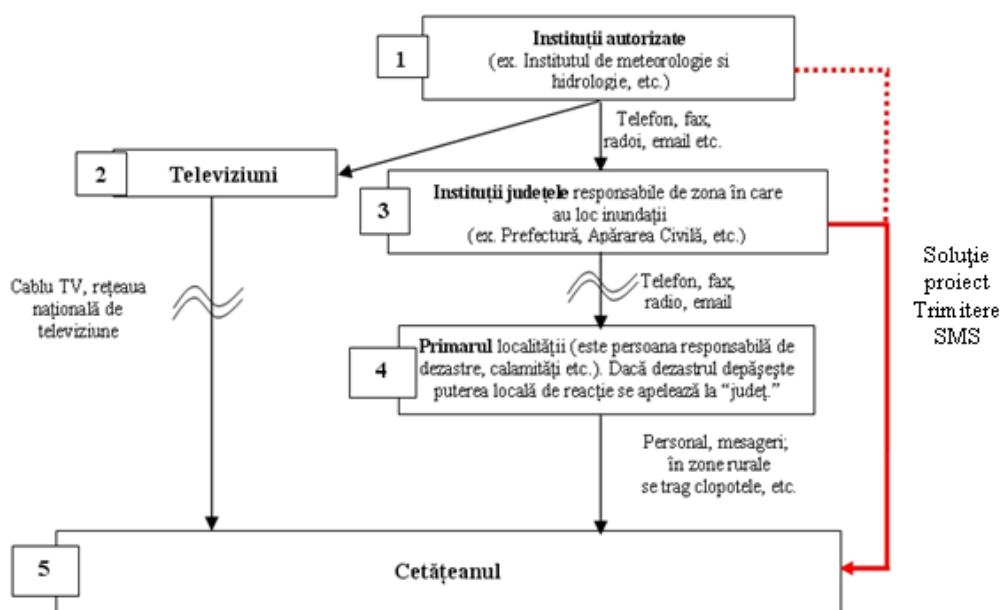 1
Instituții autorizate
(ex. Institutul de meteorologie si
hidrologie, etc.)
Telefon, fax,
radoi, email etc.
2
Televiziuni
3
Instituții județele responsabile de zona în care
au loc inundații
(ex. Prefectură, Apărarea Civilă, etc.)
Soluţie
proiect
Trimitere
SMS
Cablu TV, rețeaua
națională de
televiziune
Telefon, fax,
radio, email
4
Primarul localității (este persoana responsabilă de
dezastre, calamități etc.). Dacă dezastrul depășește
puterea locală de reacție se apelează la “județ.”
Personal, mesageri;
în zone rurale
se trag clopotele, etc.
5
Cetățeanul